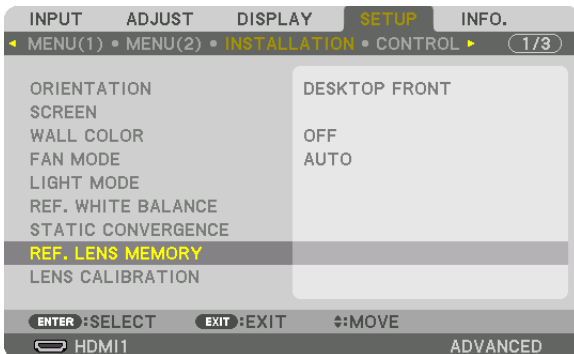 INPUT ADJUST DISPLAY SETUP INFO.
◂ MENU(1) • MENU(2) • INSTALLATION • CONTROL ▸ 1/3
ORIENTATION DESKTOP FRONT
SCREEN
WALL COLOR OFF
FAN MODE AUTO
LIGHT MODE
REF. WHITE BALANCE
STATIC CONVERGENCE
REF. LENS MEMORY
LENS CALIBRATION
ENTER :SELECT EXIT :EXIT ≑:MOVE
HDMI1 ADVANCED